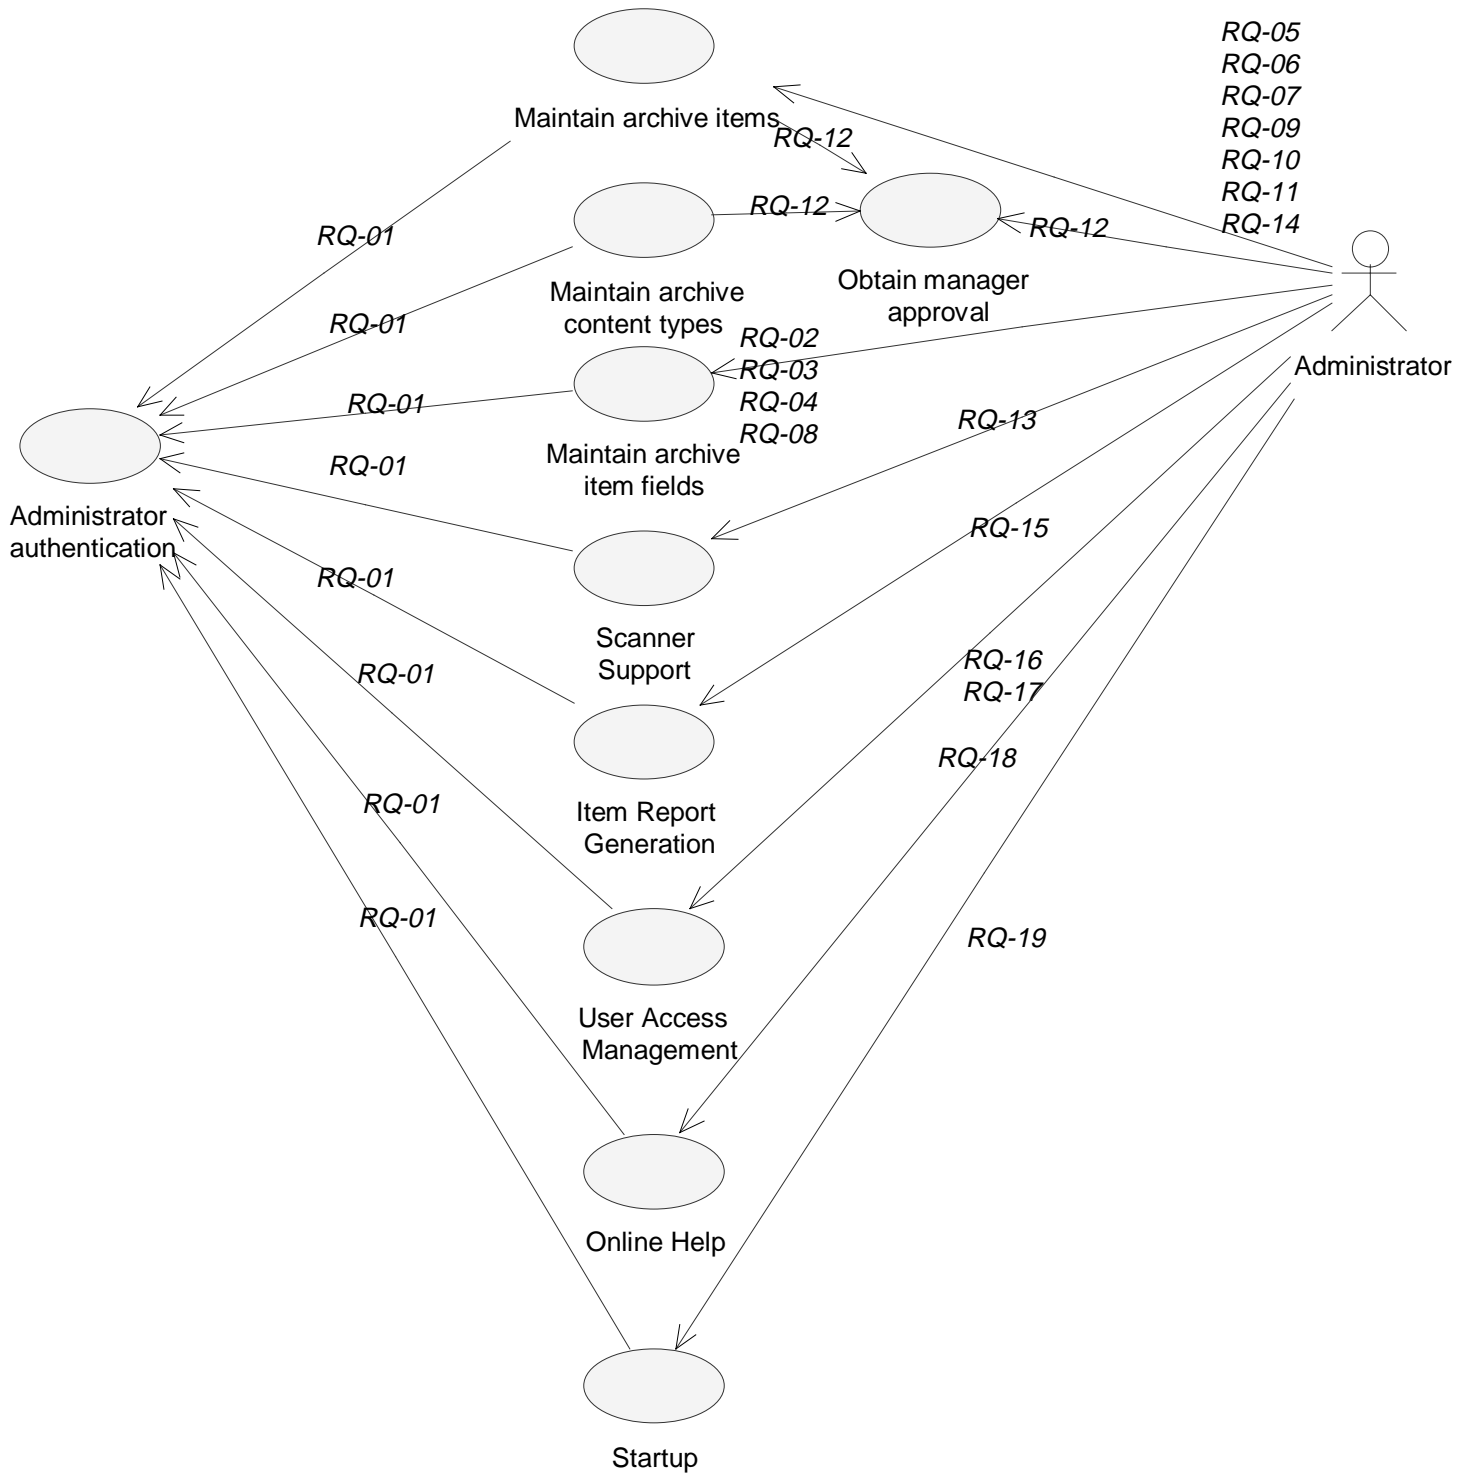 RQ-05
RQ-06
RQ-07
RQ-09
RQ-10
RQ-11
RQ-14
Maintain archive items
RQ-12
RQ-12
RQ-12
RQ-01
Obtain manager
approval
Maintain archive
content types
RQ-01
RQ-02
RQ-03
RQ-04
RQ-08
Administrator
RQ-01
RQ-13
Maintain archive
item fields
RQ-01
Administrator
authentication
RQ-15
RQ-01
Scanner
Support
RQ-01
RQ-16
RQ-17
RQ-18
RQ-01
Item Report
Generation
RQ-01
RQ-19
User Access
Management
Online Help
Startup